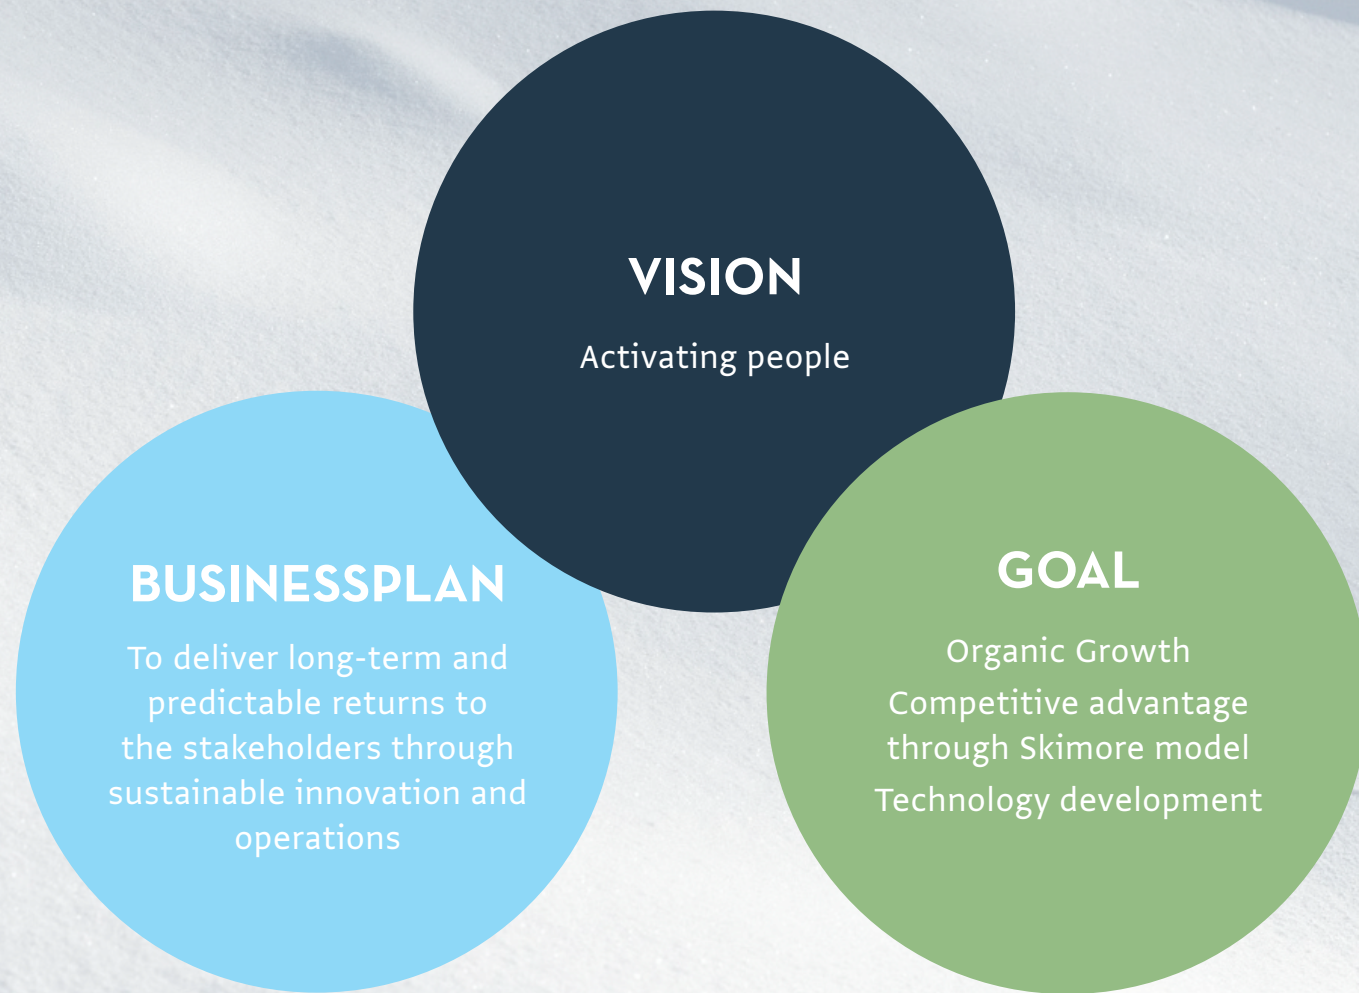 VISION
Activating people
BUSINESSPLAN
To deliver long-term and
predictable returns to
the stakeholders through
sustainable innovation and
operations
GOAL
Organic Growth
Competitive advantage
through Skimore model
Technology development